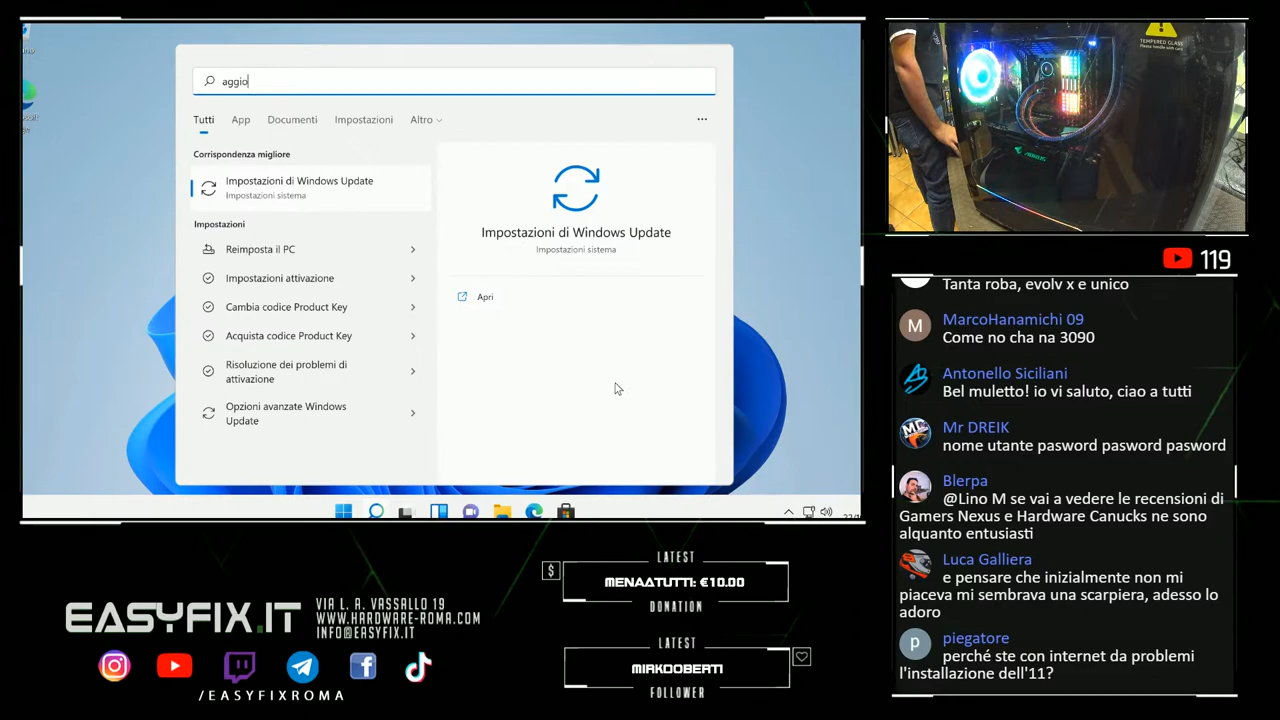 aggio
Tutti
App
Documenti
Impostazioni
Altro
Corrispondenza migliore
Impostazioni di Windows Update
Impostazioni sistema
Impostazioni
Reimposta il PC
Impostazioni attivazione
Cambia codice Product Key
Acquista codice Product Key
Risoluzione dei problemi di
attivazione
Opzioni avanzate Windows
Update
Impostazioni di Windows Update
Impostazioni sistema
Apri
TEMPERED GLASS
AORUS
119
Tanta roba, evolv x e unico
M
MarcoHanamichi 09
Come no cha na 3090
Antonello Siciliani
Bel muletto! io vi saluto, ciao a tutti
Mr DREIK
nome utante pasword pasword pasword
Blerpa
@Lino M se vai a vedere le recensioni di
Gamers Nexus e Hardware Canucks ne sono
alquanto entusiasti
Luca Galliera
e pensare che inizialmente non mi
piaceva mi sembrava una scarpiera, adesso lo
adoro
p
piegatore
perché ste con internet da problemi
l'installazione dell'11?
EASYFIX.IT
VIA L. A. VASSALLO 19
WWW.HARDWARE-ROMA.COM
INFO@EASYFIX.IT
/EASYFIXROMA
$
LATEST
MENAATUTTI: €10.00
DONATION
LATEST
MIRKOOBERTI
FOLLOWER